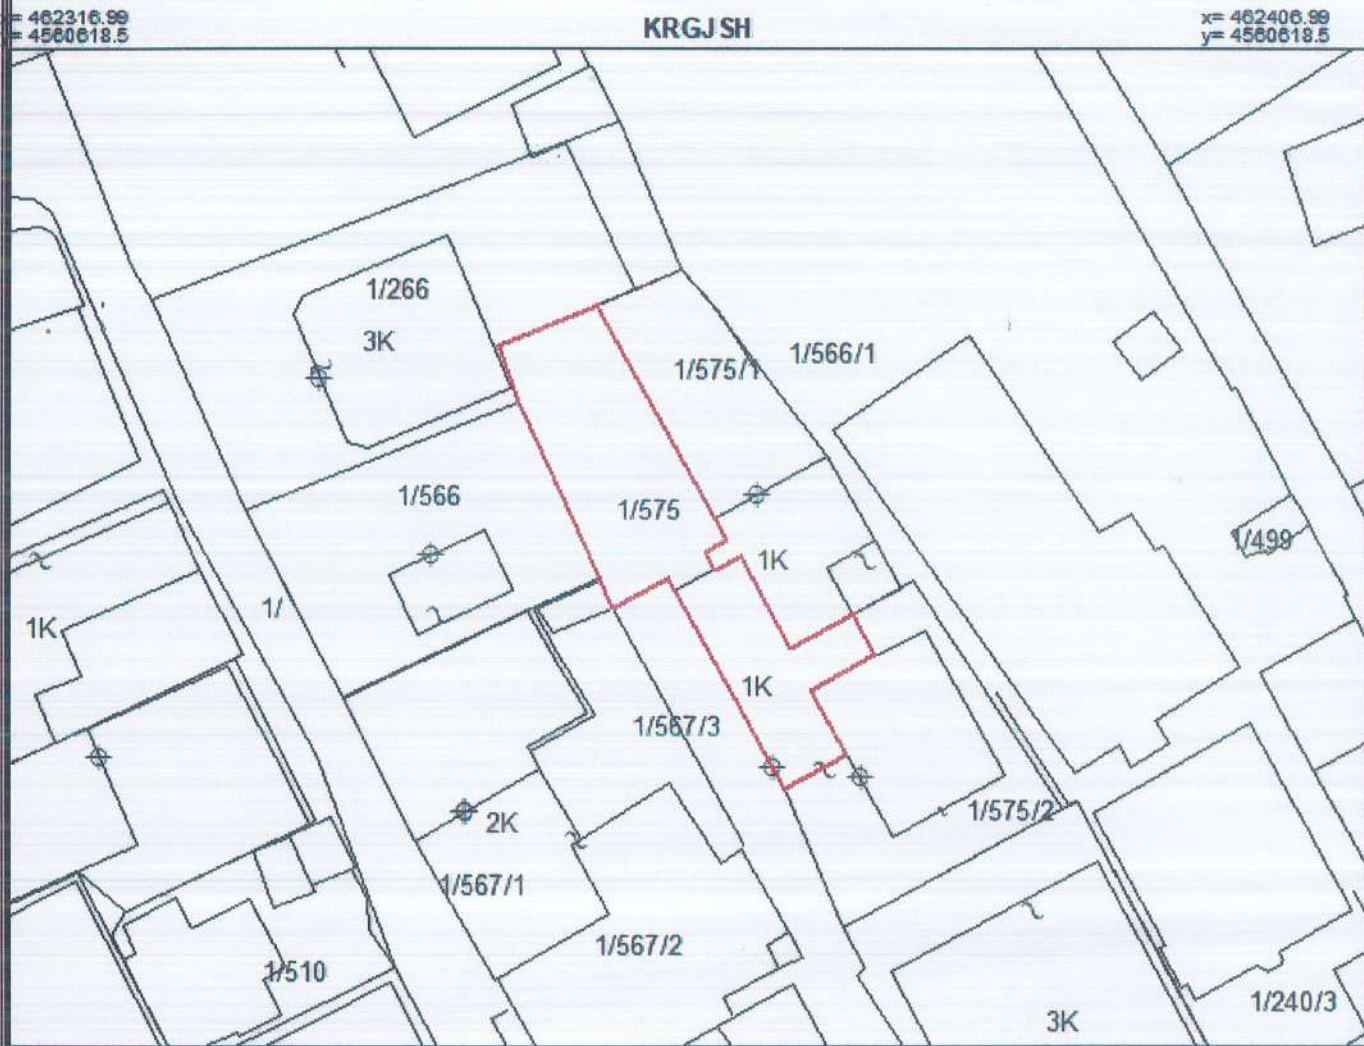 = 462316.99
= 4560618.5
KRGJSH
x= 462406.99
y= 4560618.5
1/266
3K
1/575/1
1/566/1
1/566
1/575
1K
1/499
1/
1K
1K
1/567/3
2K
1/575/2
1/567/1
1/567/2
1/510
3K
1/240/3